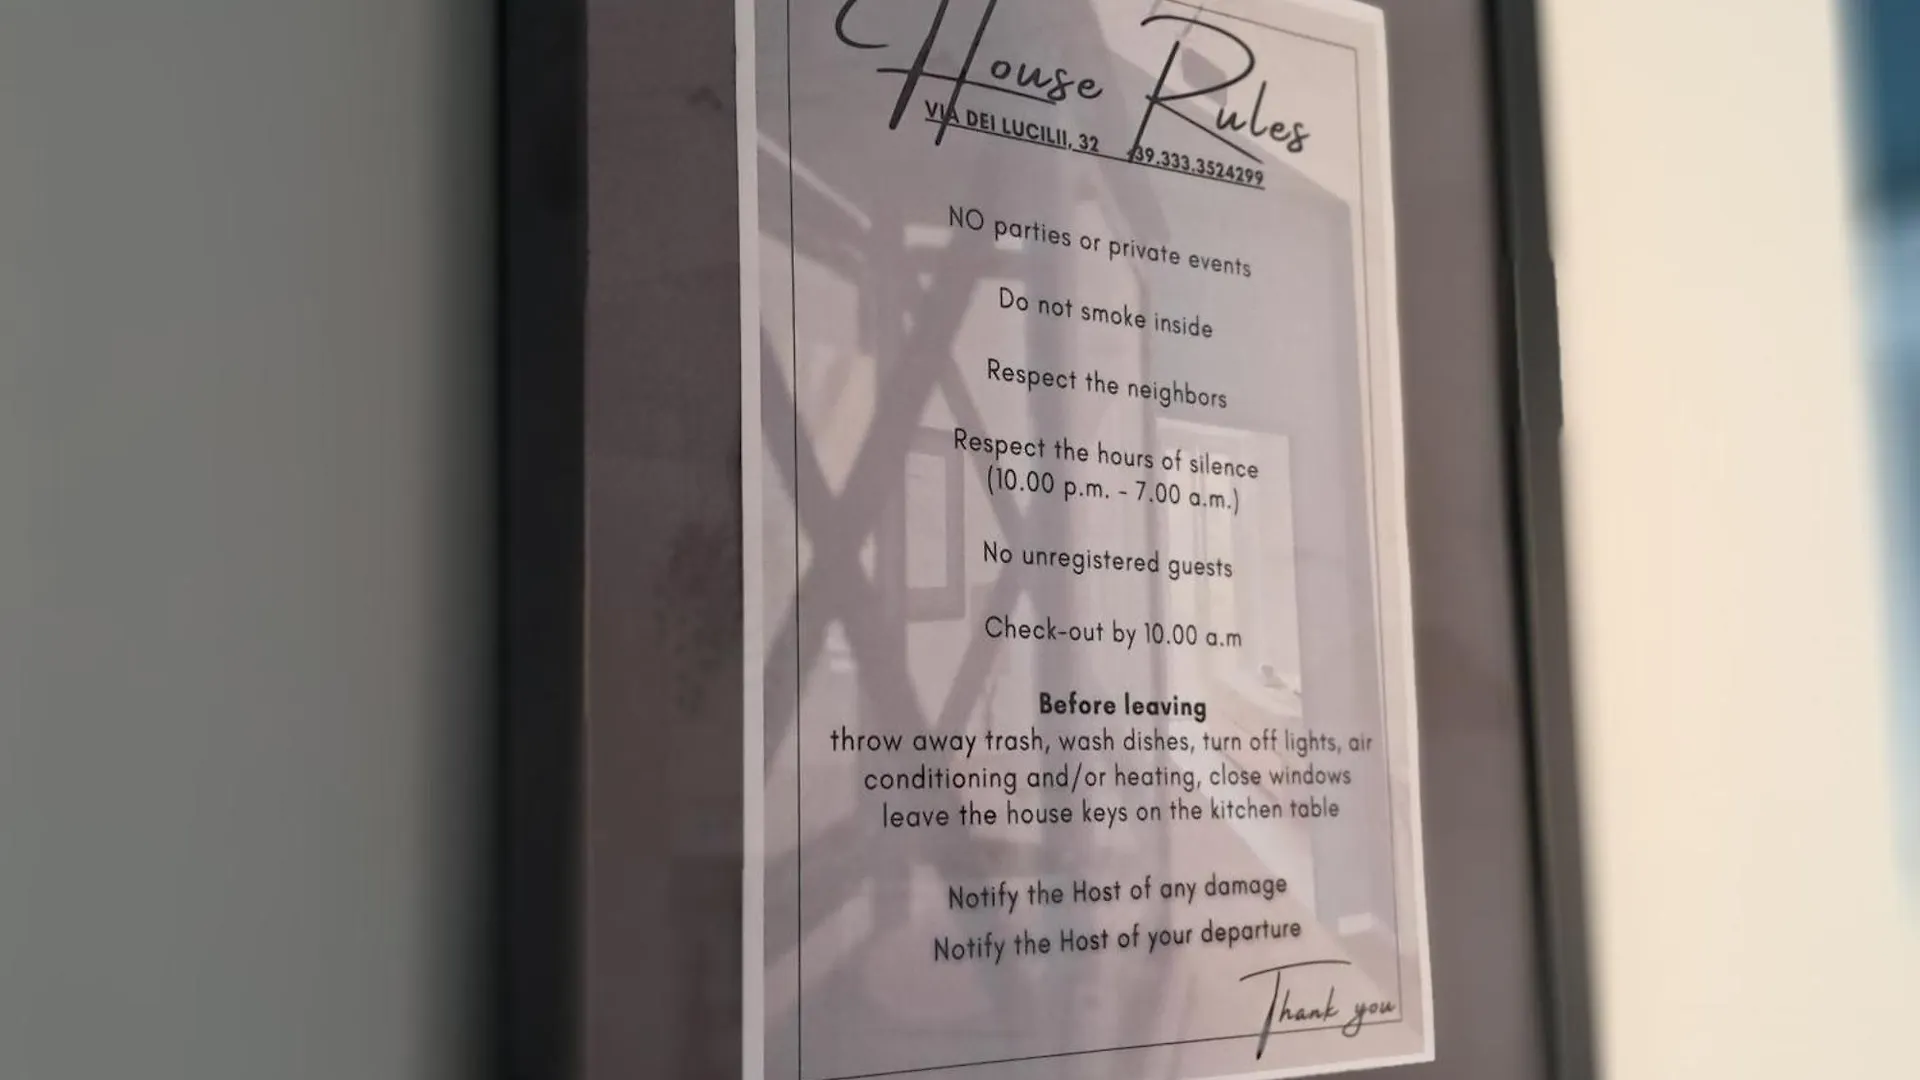 House Rules
VIA DEI LUCILII, 32 +39.333.3524299
NO parties or private events
Do not smoke inside
Respect the neighbors
Respect the hours of silence
(10.00 p.m. - 7.00 a.m.)
No unregistered guests
Check-out by 10.00 a.m
Before leaving
throw away trash, wash dishes, turn off lights, air
conditioning and/or heating, close windows
leave the house keys on the kitchen table
Notify the Host of any damage
Notify the Host of your departure
Thank you